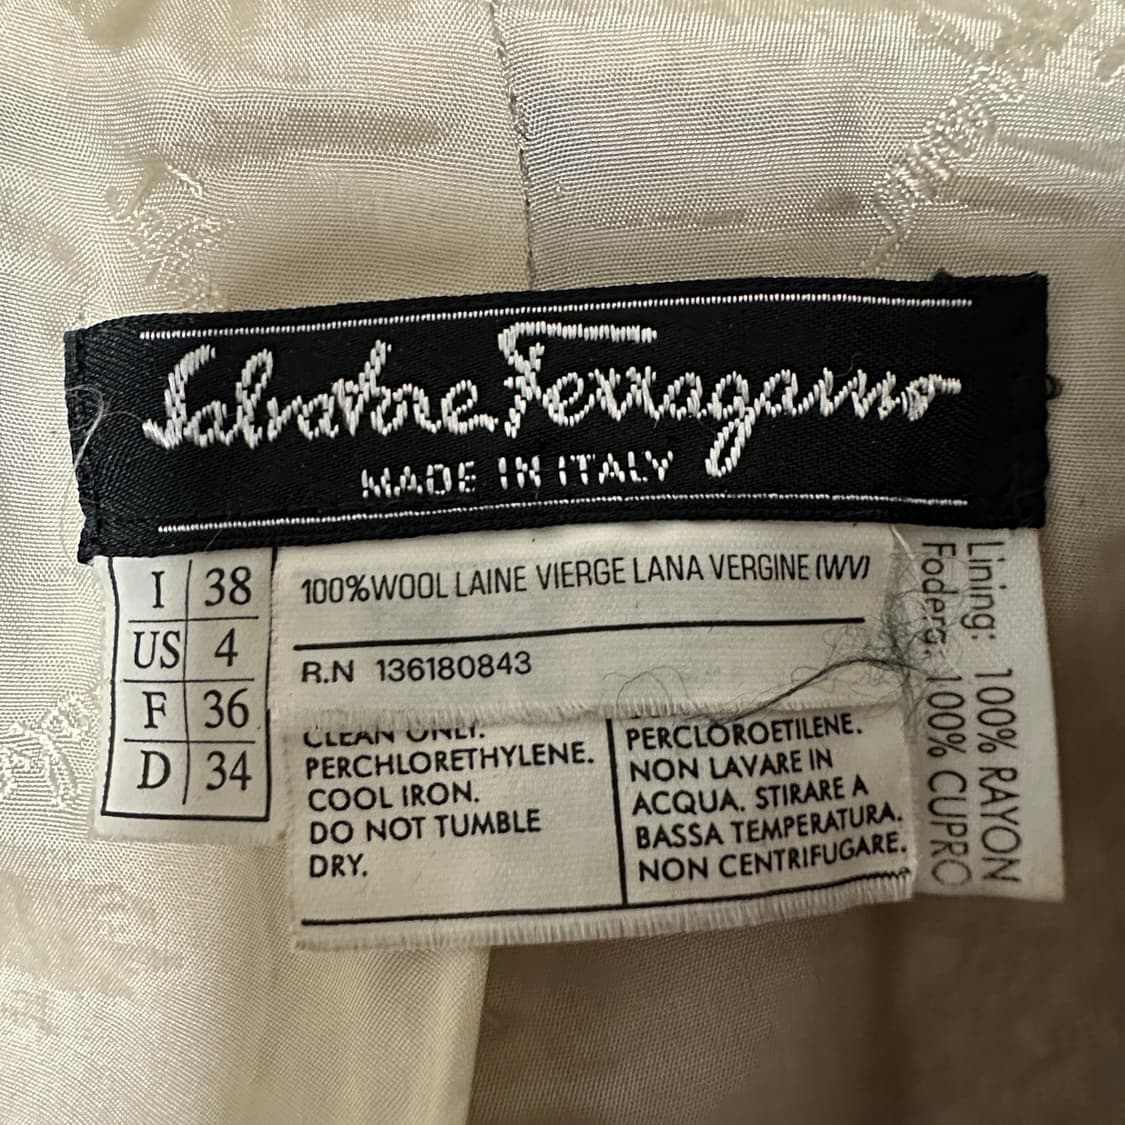 Salvatore Ferragamo
MADE IN ITALY
I 38
US 4
F 36
D 34
100%WOOL LAINE VIERGE LANA VERGINE (WV)
R.N 136180843
CLEAN ONLY.
PERCHLORETHYLENE.
COOL IRON.
DO NOT TUMBLE
DRY.
PERCLOROETILENE.
NON LAVARE IN
ACQUA. STIRARE A
BASSA TEMPERATURA.
NON CENTRIFUGARE.
Lining: 100% RAYON
Fodera: 100% CUPRO